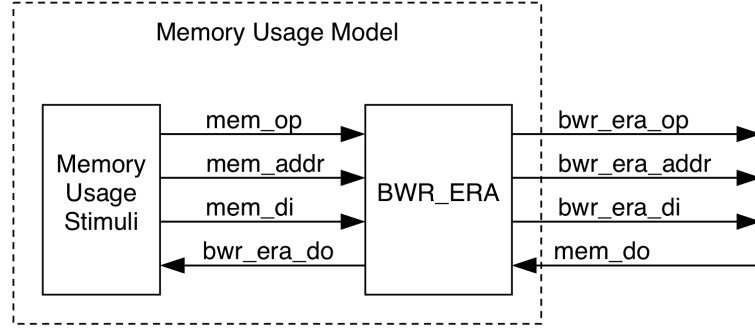 Memory Usage Model
mem_op
bwr_era_op
mem_addr
bwr_era_addr
Memory
Usage
Stimuli
BWR_ERA
mem_di
bwr_era_di
bwr_era_do
mem_do